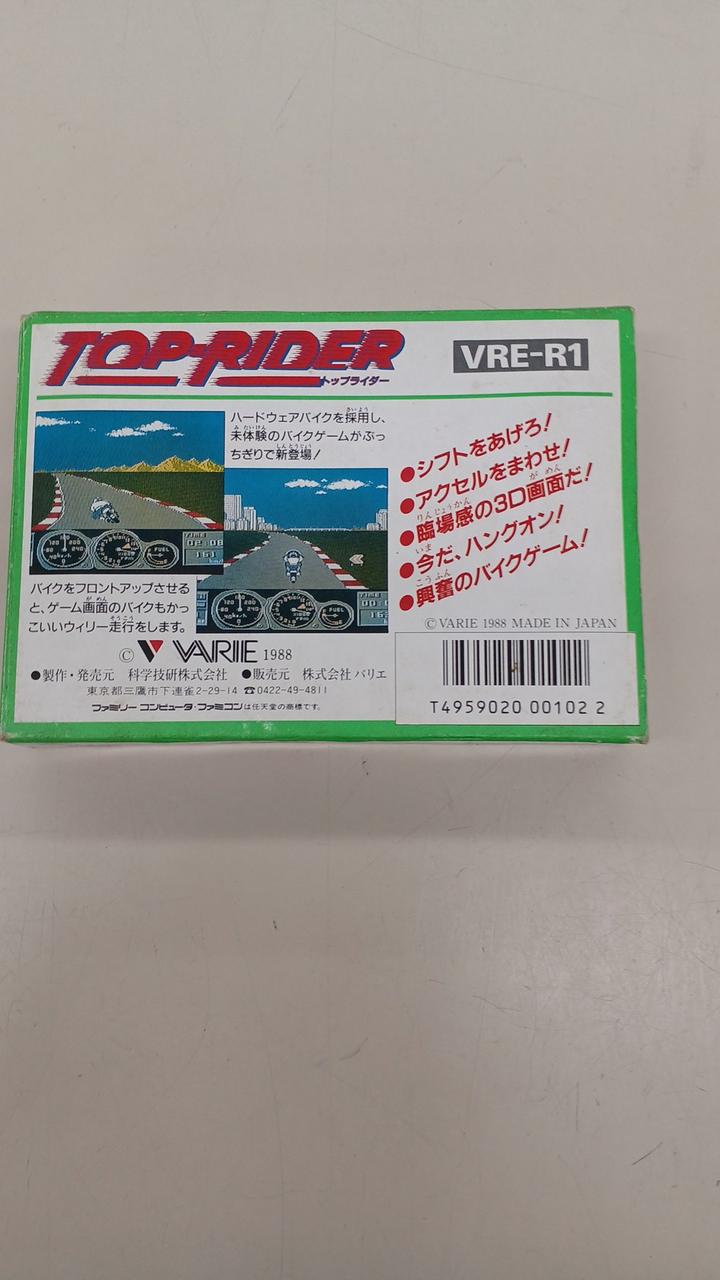 TOP-RIDER
トップライダー
VRE-R1
ハードウェアバイクを採用し、
未体験のバイクゲームがぶっ
ちぎりで新登場!
●シフトをあげろ!
●アクセルをまわせ!
●臨場感の3D画面だ!
●今だ、ハングオン!
●興奮のバイクゲーム!
バイクをフロントアップさせる
と、ゲーム画面のバイクもかっ
こいいウィリー走行をします。
© VARIE 1988 MADE IN JAPAN
© VARIE 1988
●製作・発売元 科学技研株式会社 ●販売元 株式会社 バリエ
東京都三鷹市下連雀2-29-14 ☎0422-49-4811
ファミリー コンピュータ・ファミコンは任天堂の商標です。
T4959020 00102 2